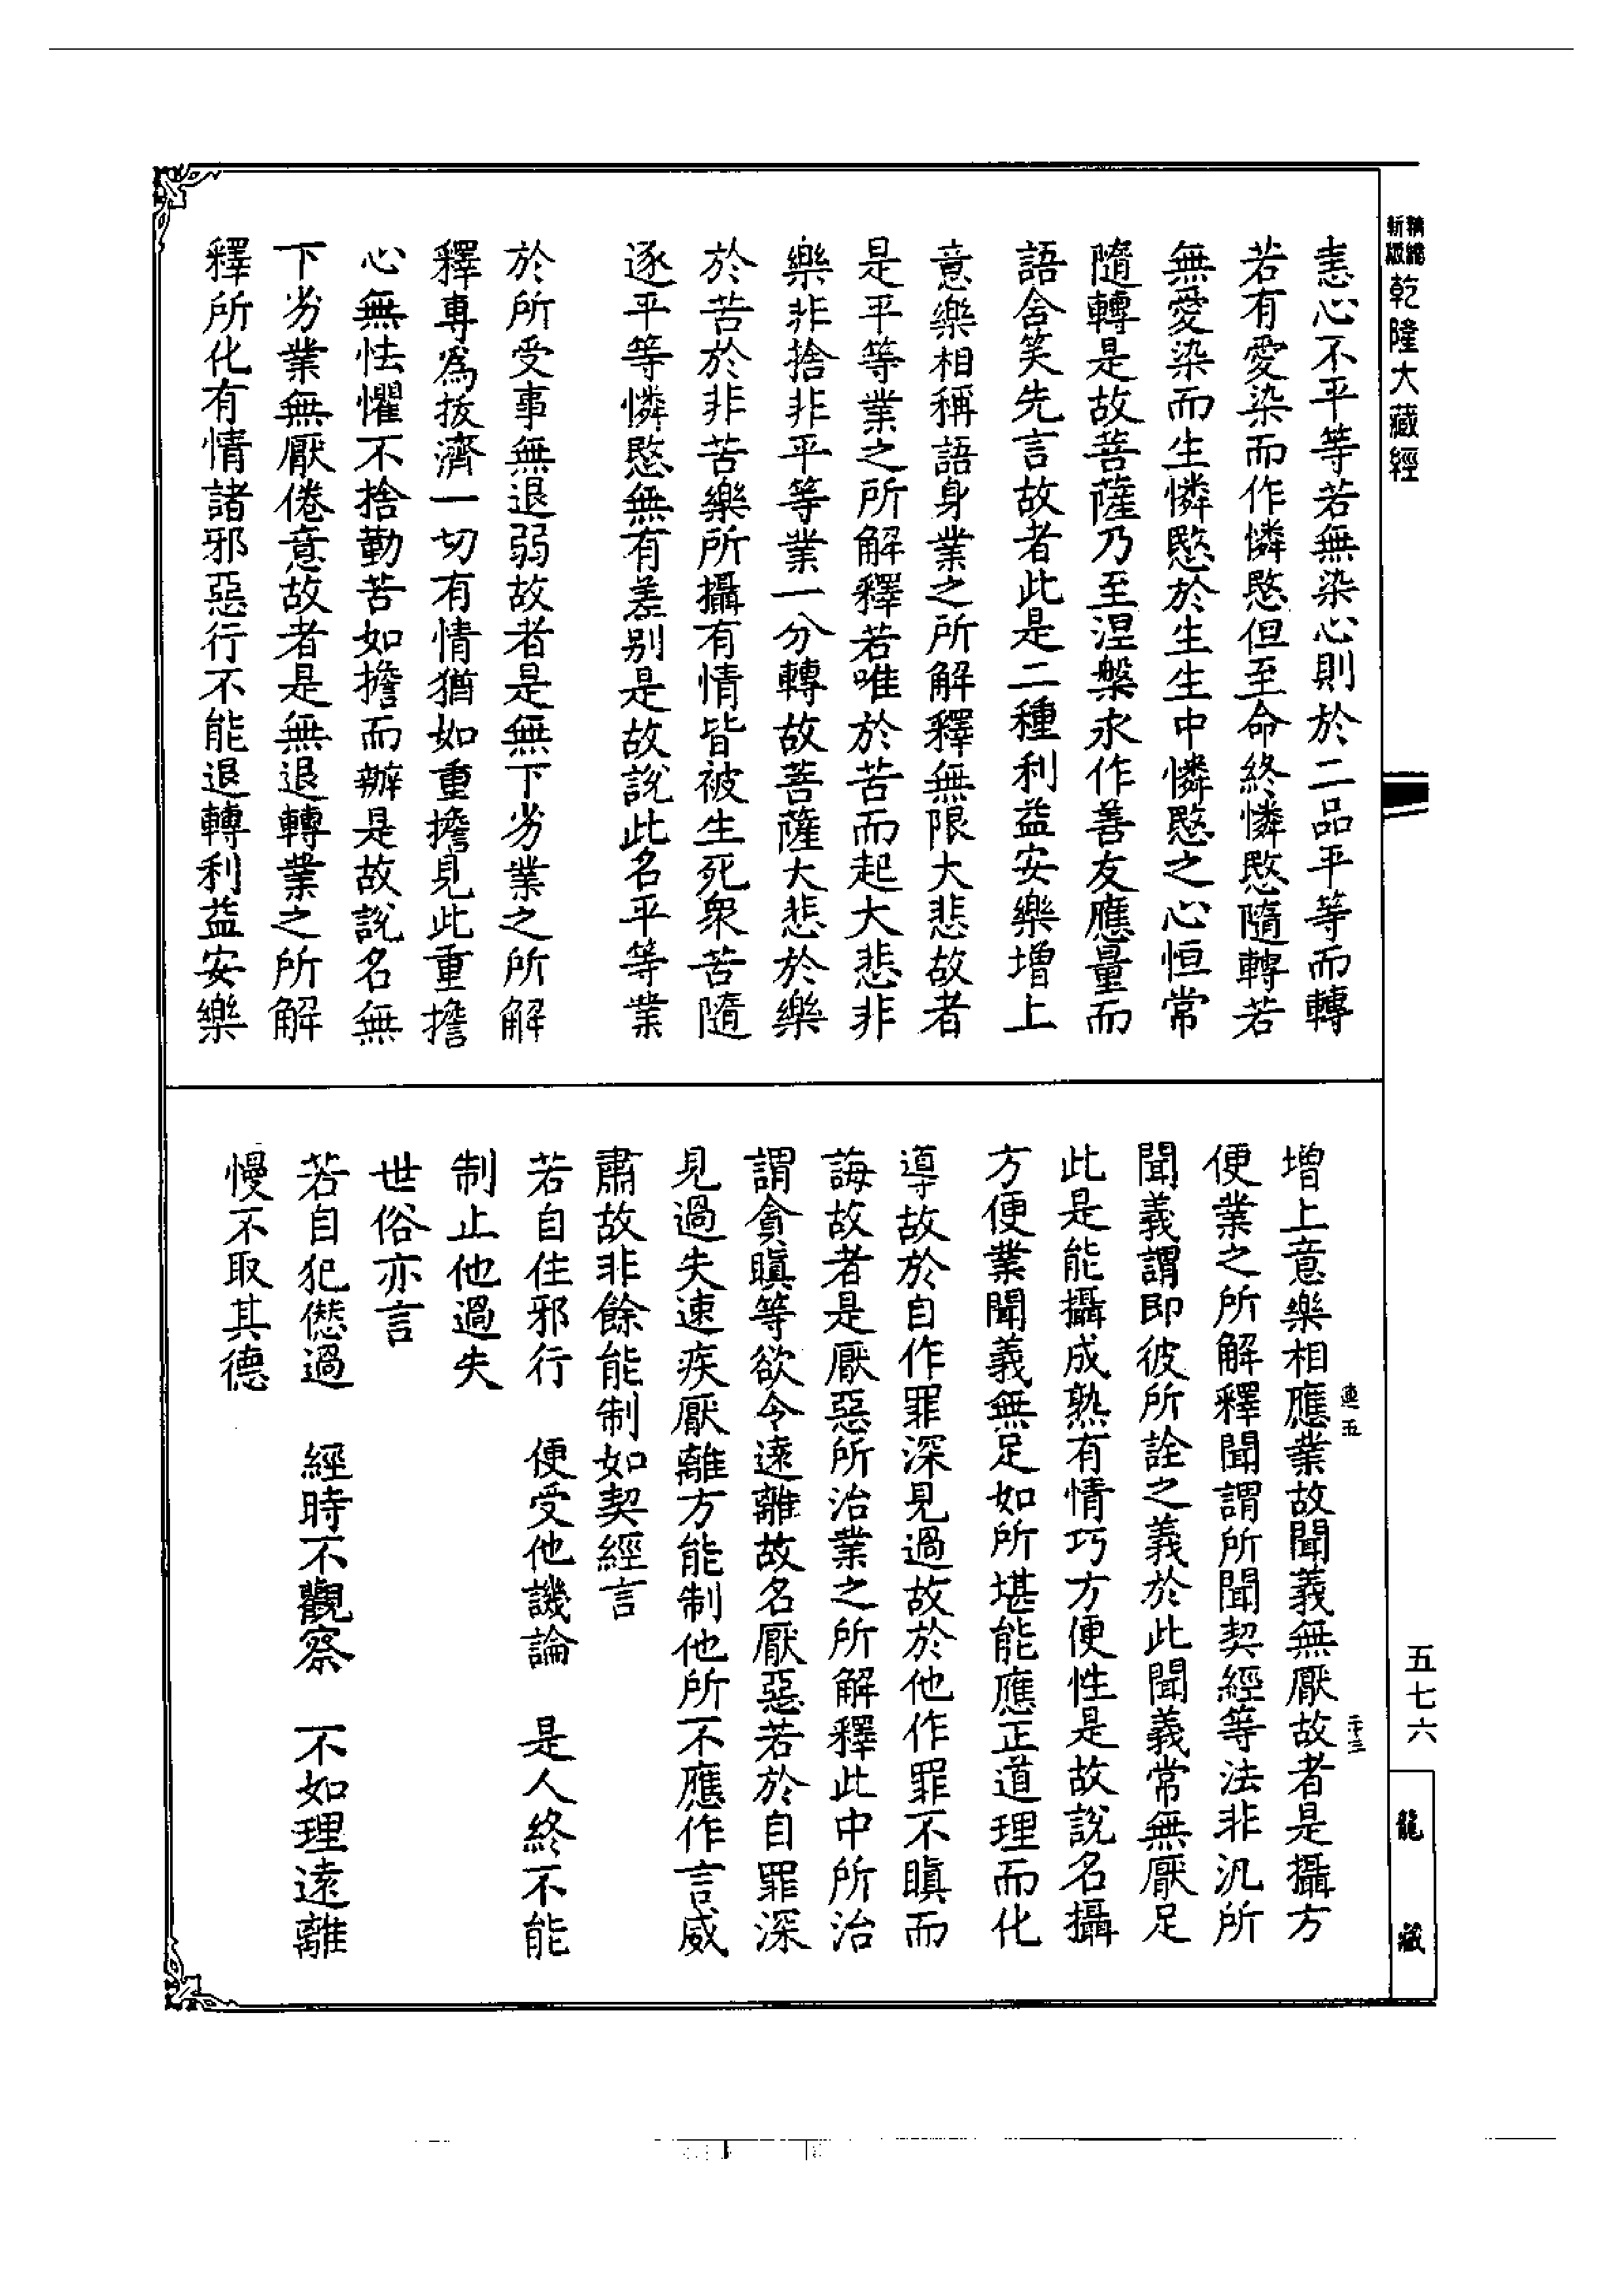 精縮新版乾隆大藏經
恚心不平等若無染心則於二品平等而轉
若有愛染而作憐愍但至命終憐愍隨轉若
無愛染而生憐愍於生生中憐愍之心恒常
隨轉是故菩薩乃至涅槃永作善友應量而
語含笑先言故者此是二種利益安樂增上
意樂相稱語身業之所解釋無限大悲故者
是平等業之所解釋若唯於苦而起大悲非
樂非捨非平等業一分轉故菩薩大悲於樂
於苦於非苦樂所攝有情皆被生死眾苦隨
逐平等憐愍無有差別是故說此名平等業
於所受事無退弱故者是無下劣業之所解
釋專為拔濟一切有情猶如重擔見此重擔
心無怯懼不捨勤苦如擔而辦是故說名無
下劣業無厭倦意故者是無退轉業之所解
釋所化有情諸邪惡行不能退轉利益安樂
增上意樂相應業故聞義無厭故者是攝方
便業之所解釋聞謂所聞契經等法非汎所
聞義謂即彼所詮之義於此聞義常無厭足
此是能攝成熟有情巧方便性是故說名攝
方便業聞義無足如所堪能應正道理而化
導故於自作罪深見過故於他作罪不瞋而
誨故者是厭惡所治業之所解釋此中所治
謂貪瞋等欲令遠離故名厭惡若於自罪深
見過失速疾厭離方能制他所不應作言威
肅故非餘能制如契經言
若自住邪行　便受他譏論　是人終不能
制止他過失
世俗亦言
若自犯愆過　經時不觀察　不如理遠離
慢不取其德
連五
二十三
五七六
龍藏